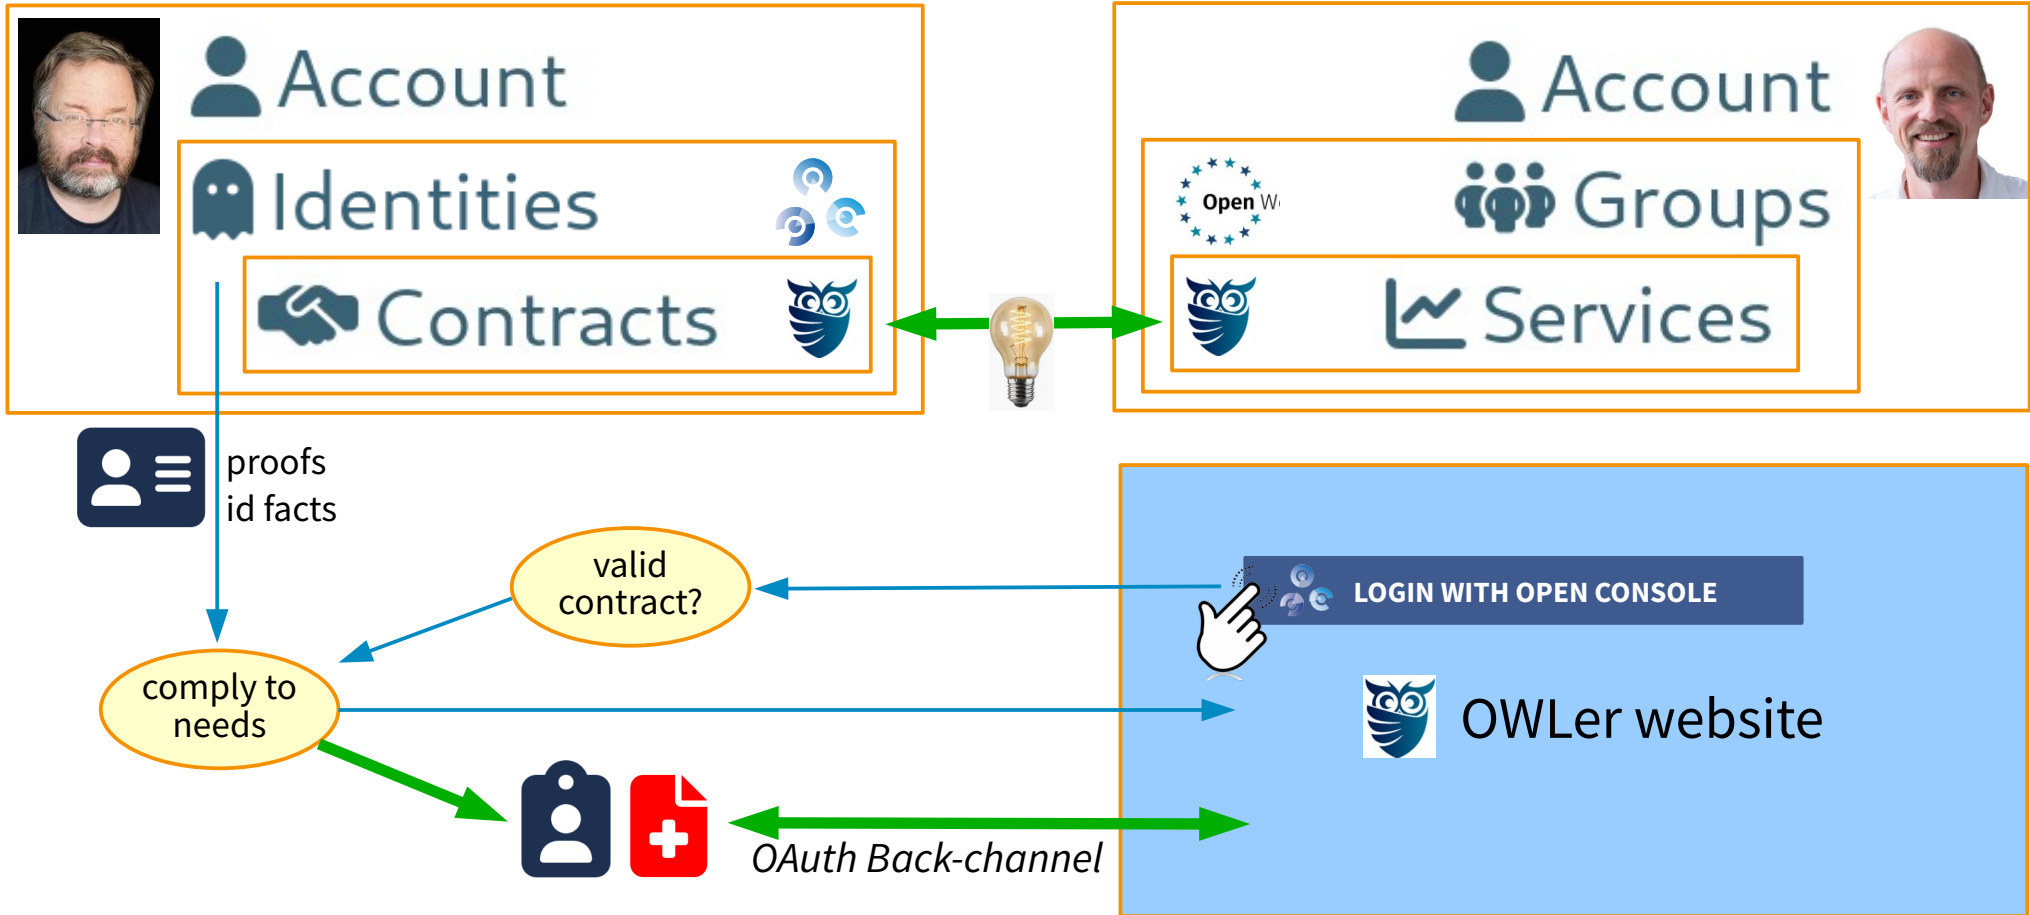 Account
Identities
Contracts
Account
Open W
Groups
Services
proofs
id facts
valid
contract?
comply to
needs
LOGIN WITH OPEN CONSOLE
OWLer website
OAuth Back-channel